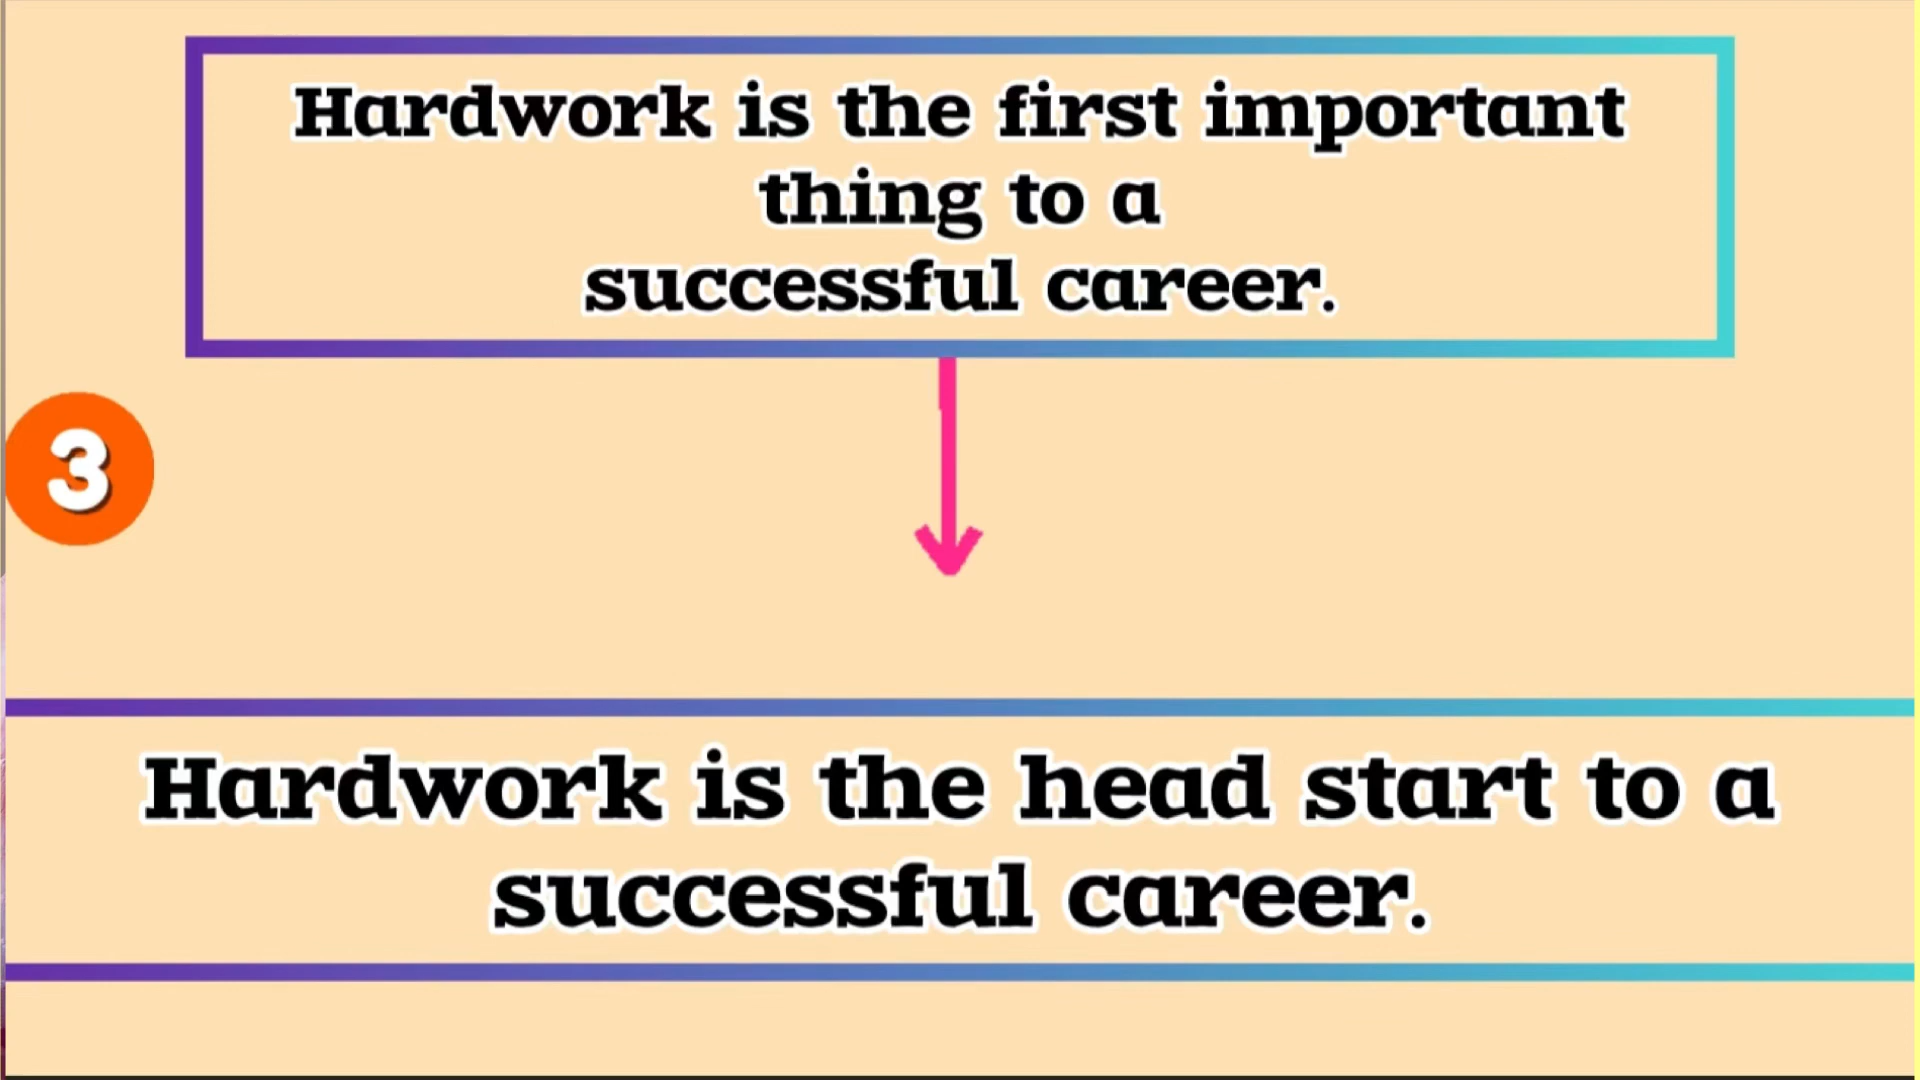 Hardwork is the first important
thing to a
successful career.
3
Hardwork is the head start to a
successful career.